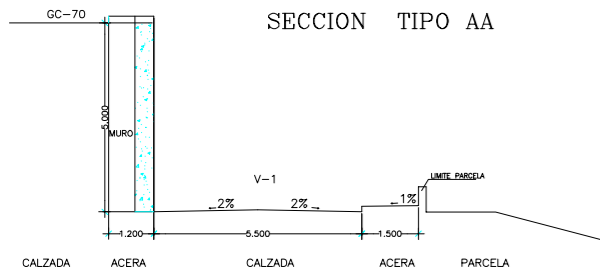 GC-70
SECCION TIPO AA
5.000
MURO
V-1
LIMITE PARCELA
←2% 2%→
←1%
1.200 5.500 1.500
CALZADA ACERA CALZADA ACERA PARCELA